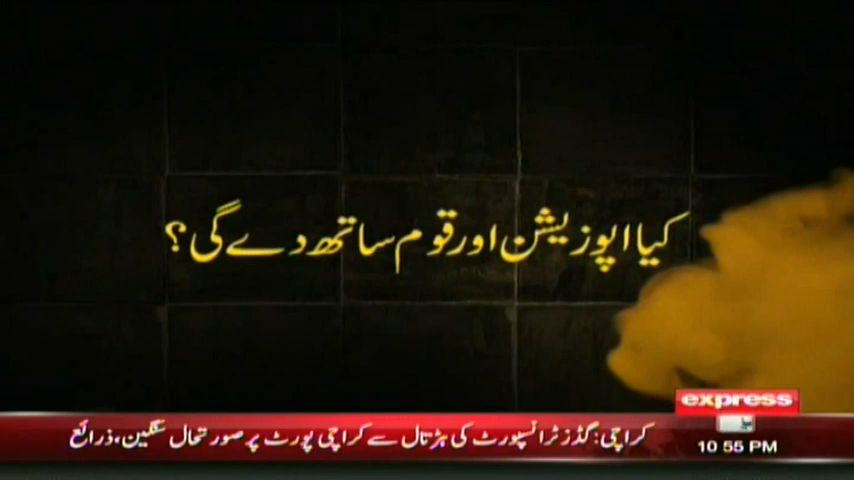 کیا اپوزیشن اور قوم ساتھ دے گی؟
express
کراچی: گڈز ٹرانسپورٹ کی ہڑتال سے کراچی پورٹ پر صورتحال سنگین، ذرائع
10 55 PM